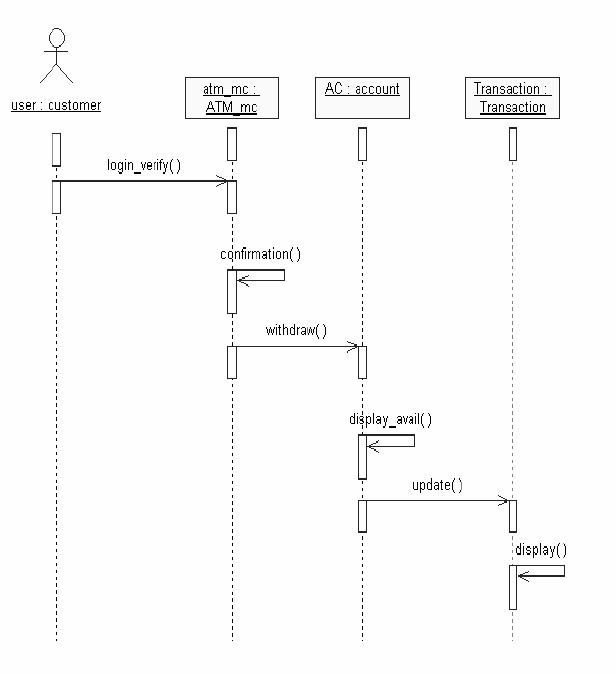 user : customer
atm_mc :
ATM_mc
AC : account
Transaction :
Transaction
login_verify( )
confirmation( )
withdraw( )
display_avail( )
update( )
display( )